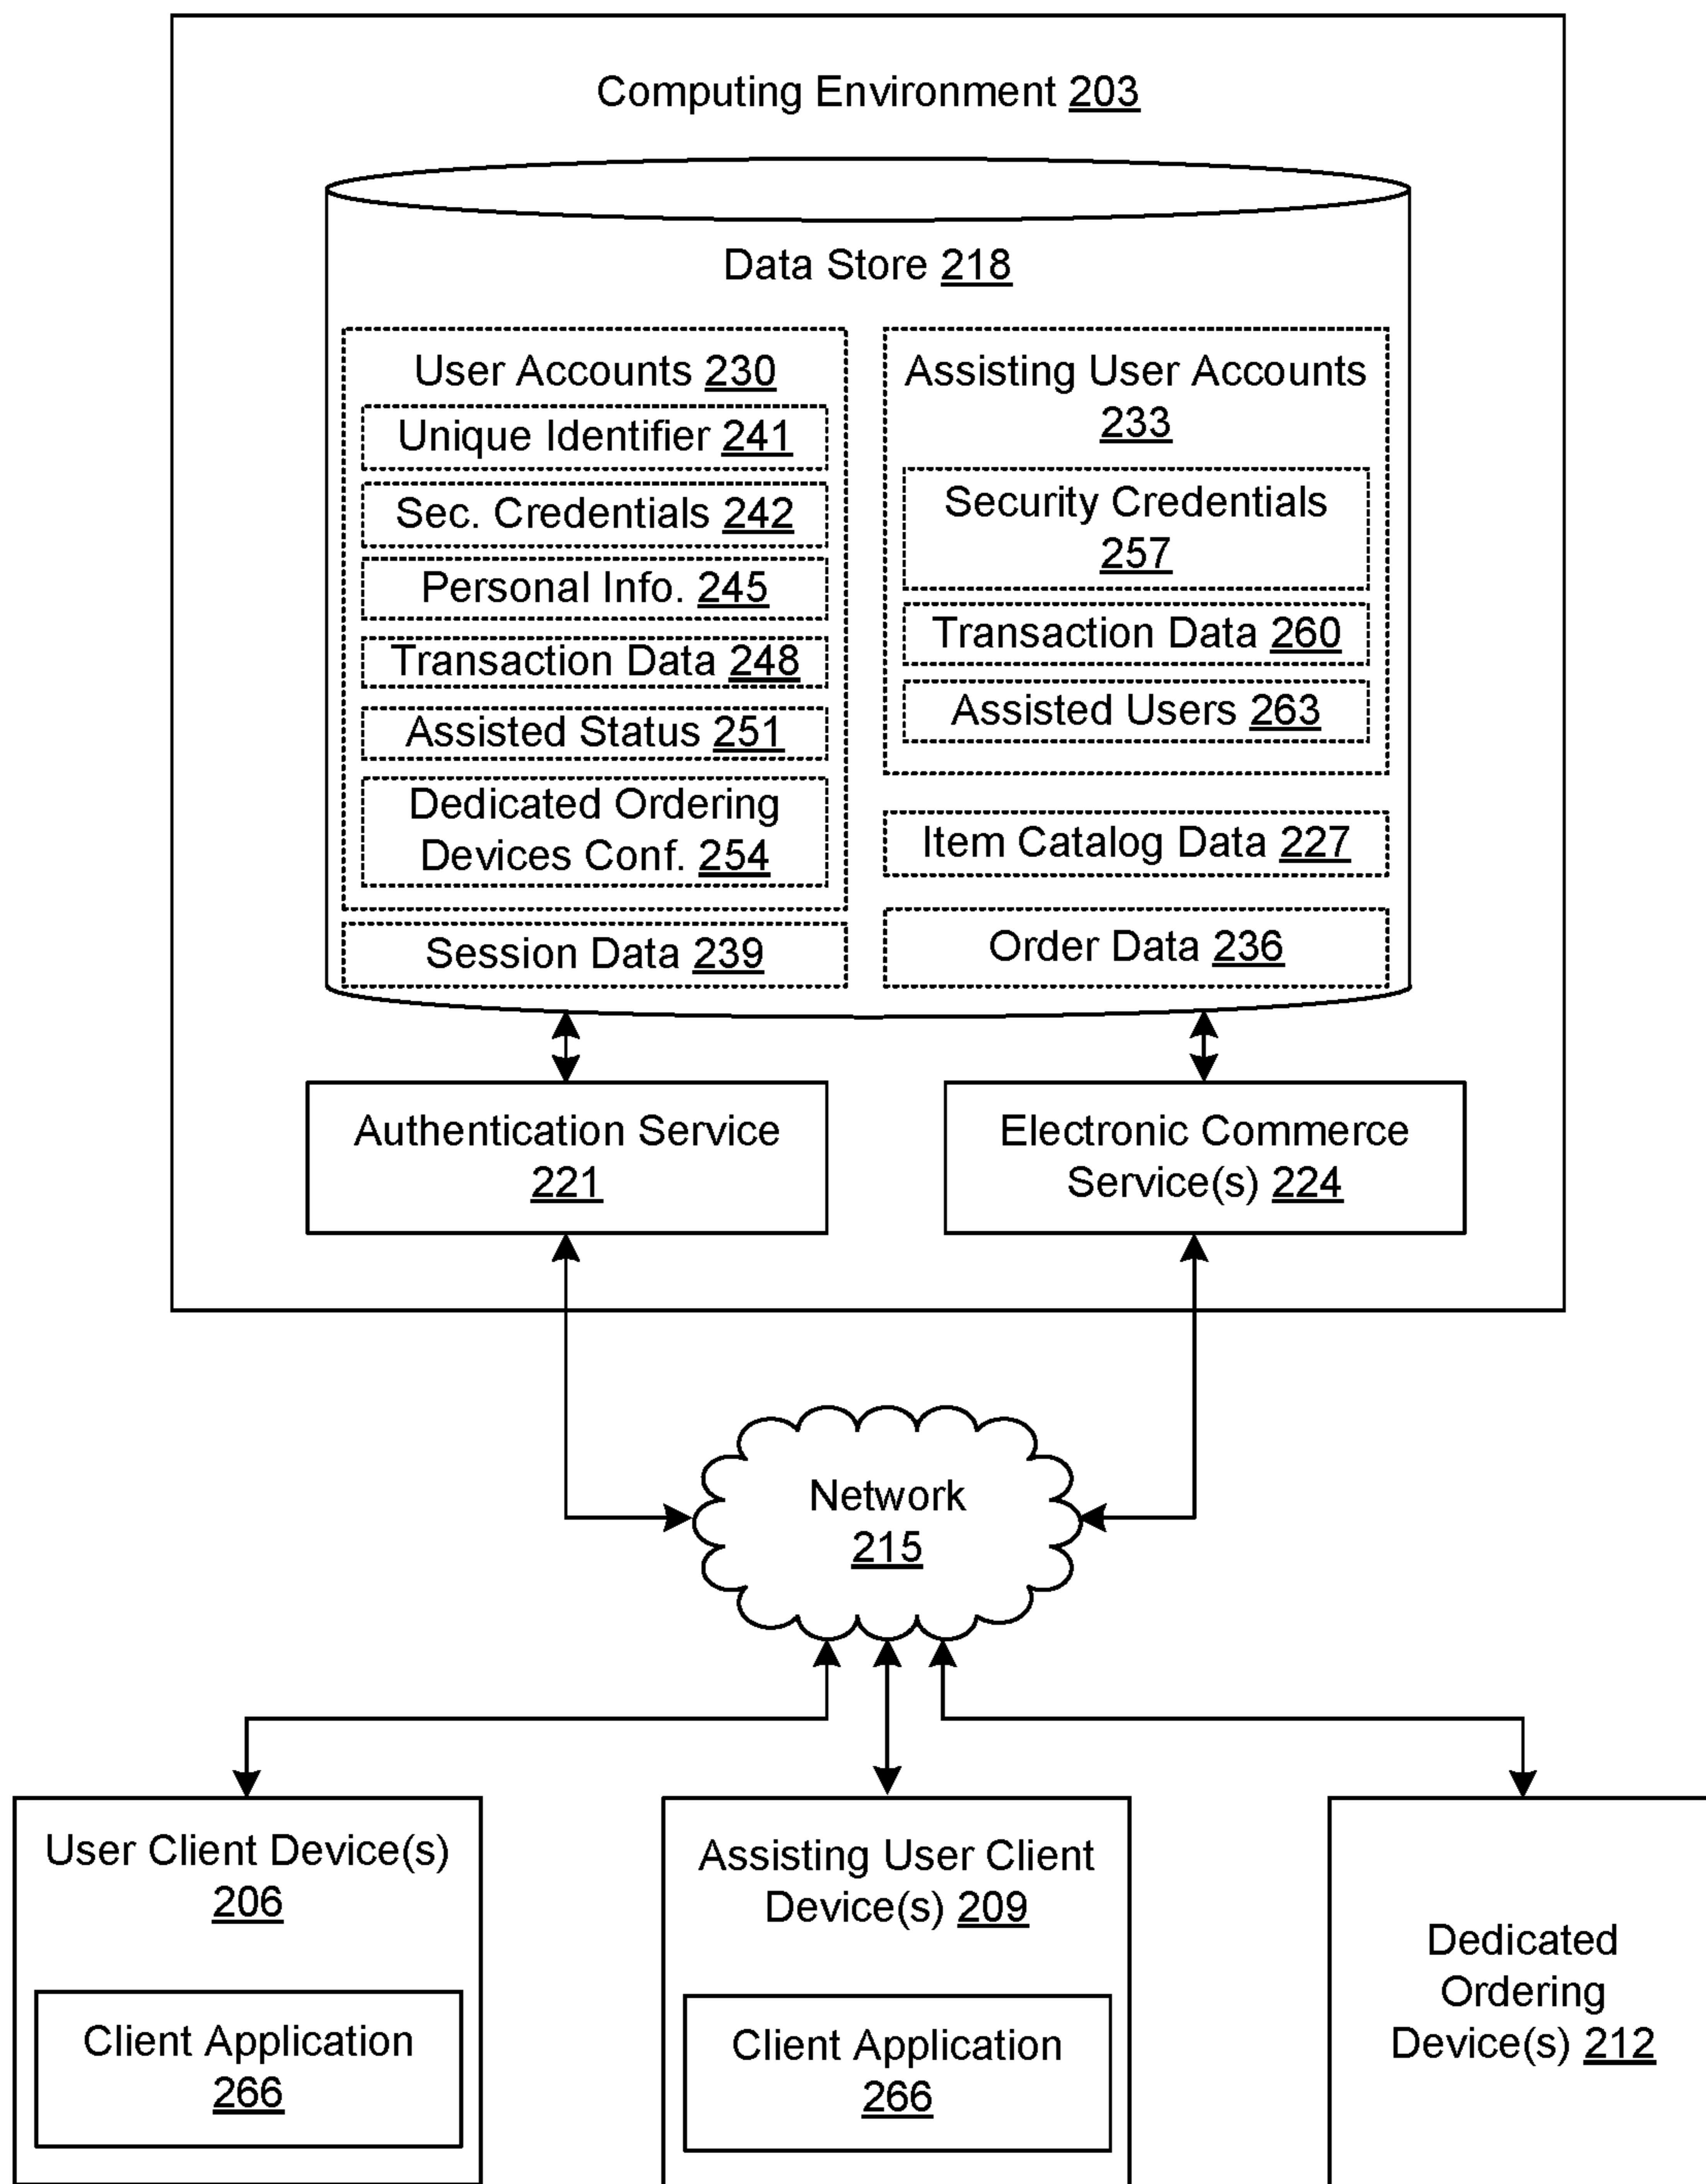 Computing Environment 203
Data Store 218
User Accounts 230
Unique Identifier 241
Sec. Credentials 242
Personal Info. 245
Transaction Data 248
Assisted Status 251
Dedicated Ordering
Devices Conf. 254
Session Data 239
Assisting User Accounts
233
Security Credentials
257
Transaction Data 260
Assisted Users 263
Item Catalog Data 227
Order Data 236
Authentication Service
221
Electronic Commerce
Service(s) 224
Network
215
User Client Device(s)
206
Client Application
266
Assisting User Client
Device(s) 209
Client Application
266
Dedicated
Ordering
Device(s) 212